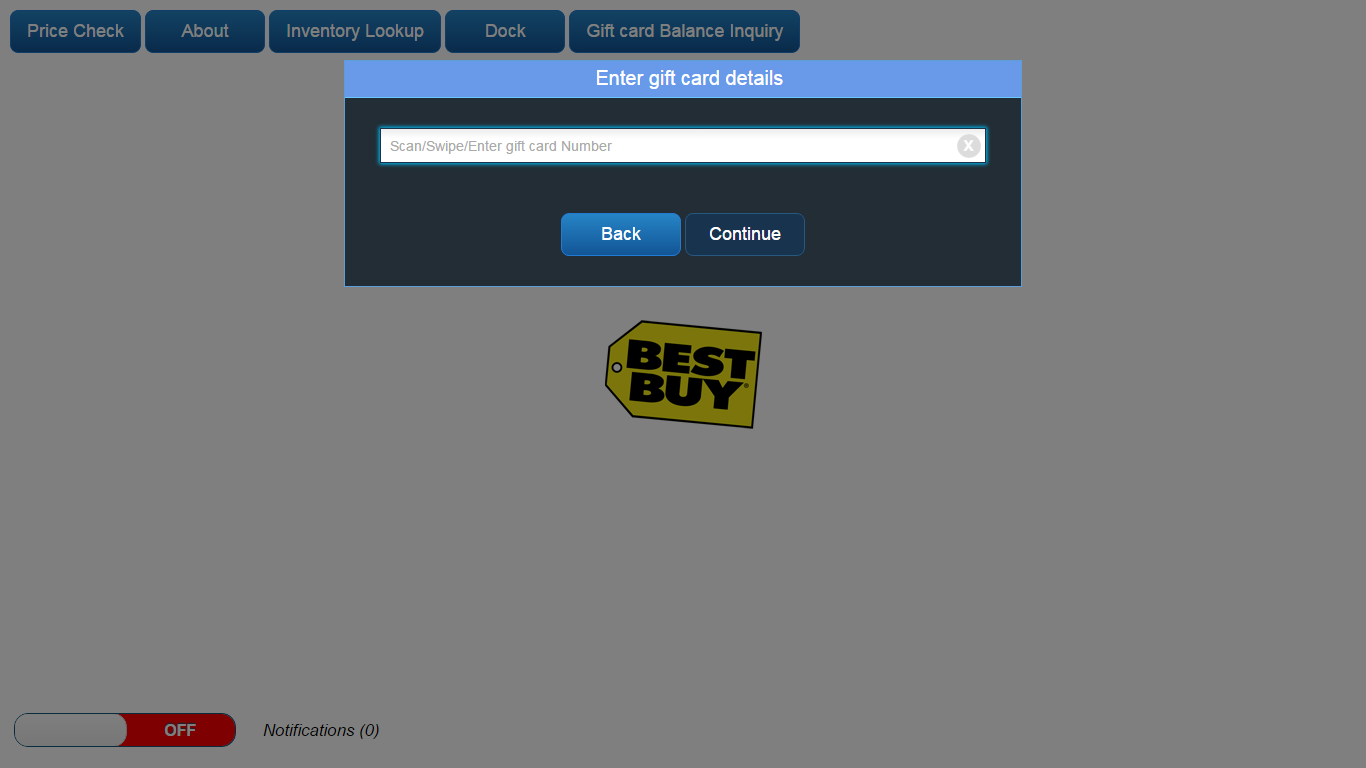 Price Check
About
Inventory Lookup
Dock
Gift card Balance Inquiry
Enter gift card details
Scan/Swipe/Enter gift card Number
X
Back
Continue
BEST
BUY®
OFF
Notifications (0)